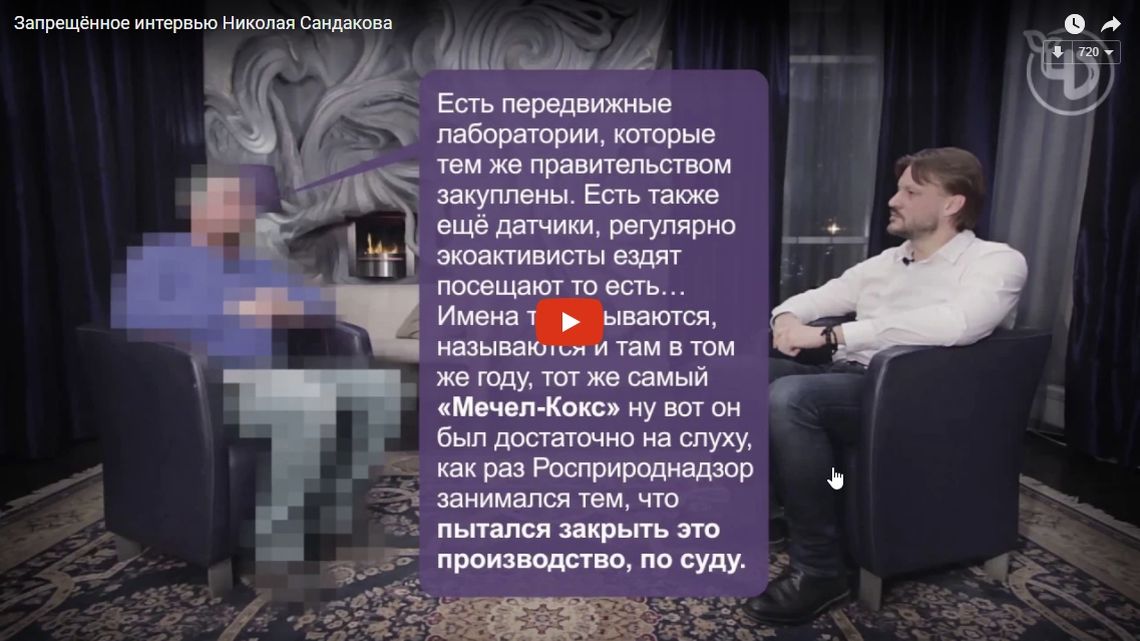 Запрещённое интервью Николая Сандакова
720
Есть передвижные
лаборатории, которые
тем же правительством
закуплены. Есть также
ещё датчики, регулярно
экоактивисты ездят
посещают то есть…
Имена
называются и там в том
же году, тот же самый
«Мечел-Кокс» ну вот он
был достаточно на слуху,
как раз Росприроднадзор
занимался тем, что
пытался закрыть это
производство, по суду.